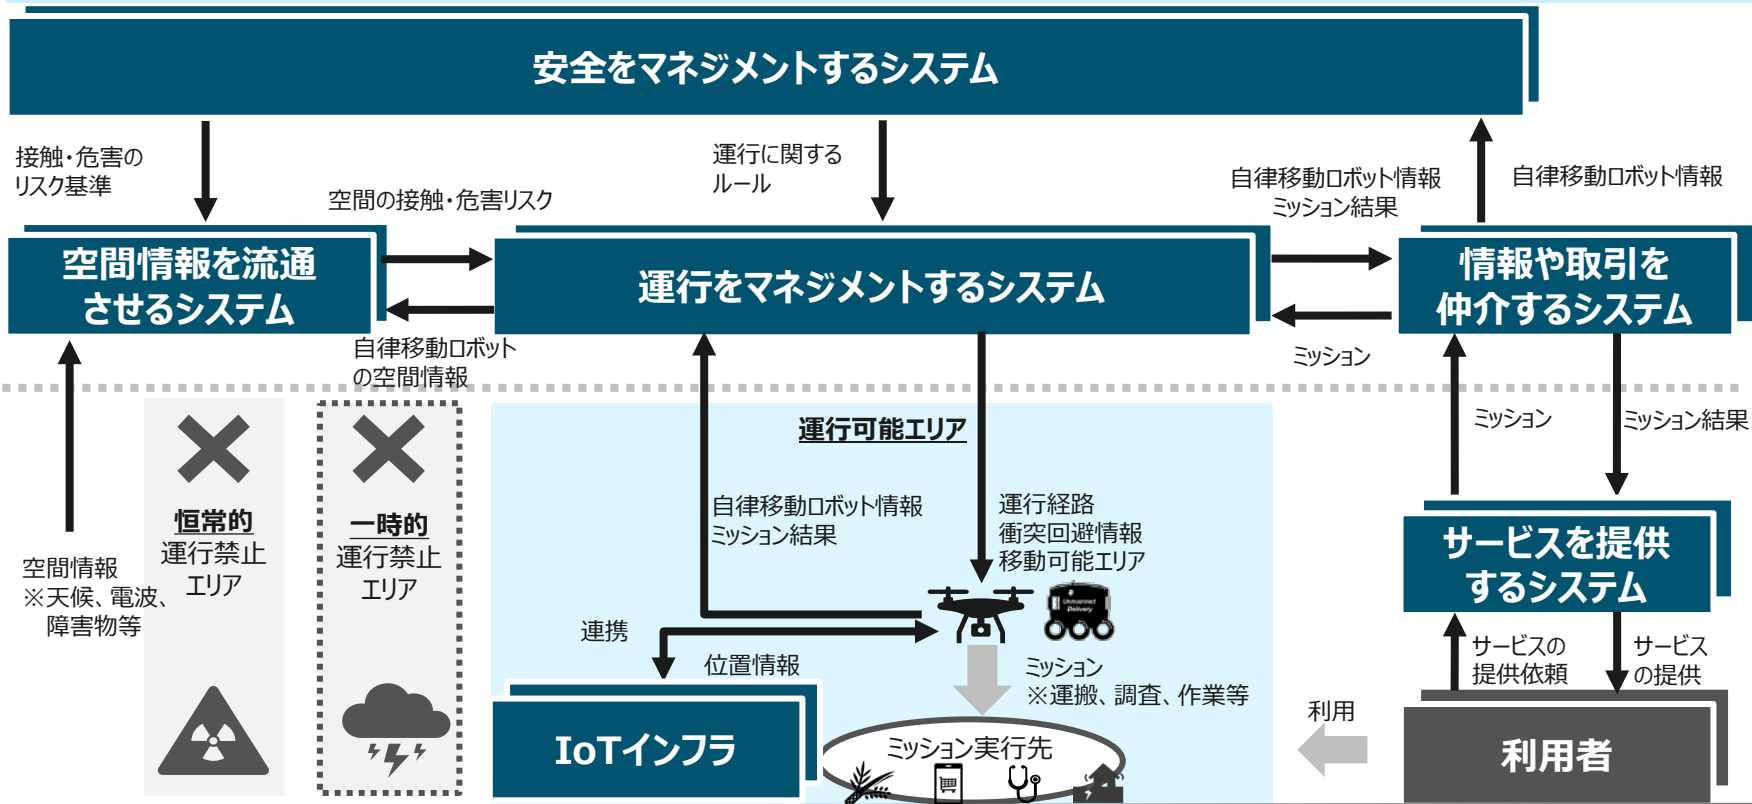 安全をマネジメントするシステム
接触・危害の
リスク基準
運行に関する
ルール
自律移動ロボット情報
ミッション結果
自律移動ロボット情報
空間の接触・危害リスク
空間情報を流通
させるシステム
運行をマネジメントするシステム
情報や取引を
仲介するシステム
自律移動ロボット
の空間情報
ミッション
運行可能エリア
ミッション
ミッション結果
恒常的
運行禁止
エリア
一時的
運行禁止
エリア
自律移動ロボット情報
ミッション結果
運行経路
衝突回避情報
移動可能エリア
空間情報
※天候、電波、
障害物等
サービスを提供
するシステム
Unmanned
Delivery
連携
位置情報
ミッション
※運搬、調査、作業等
サービスの
提供依頼
サービス
の提供
IoTインフラ
ミッション実行先
利用
利用者